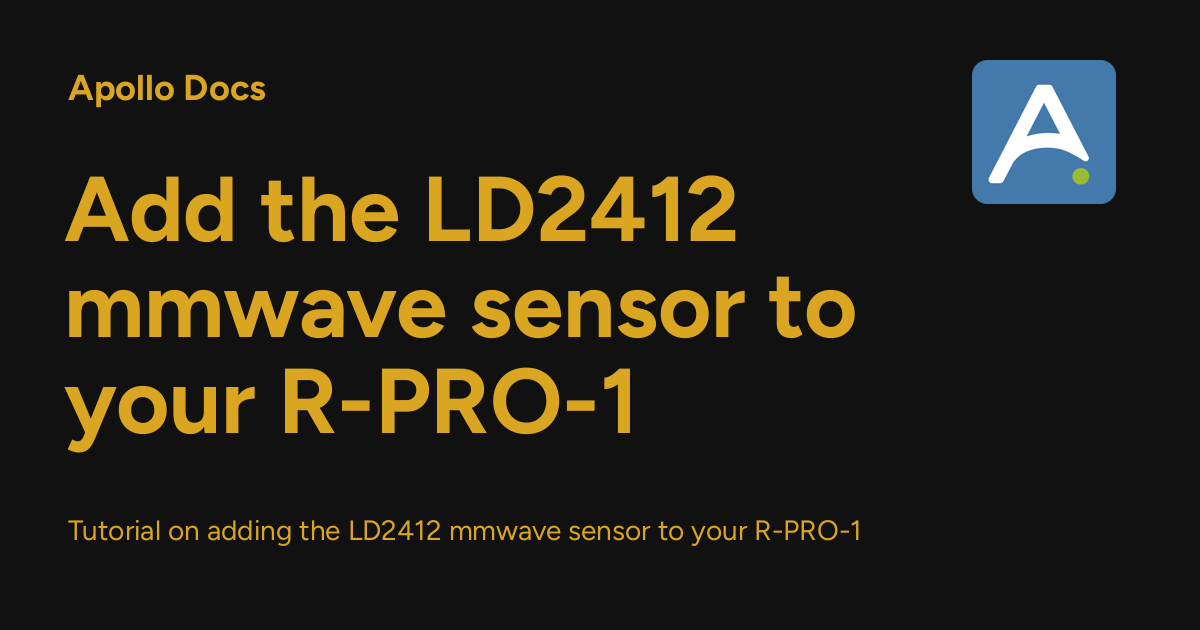 Apollo Docs
Add the LD2412
mmwave sensor to
your R-PRO-1
Tutorial on adding the LD2412 mmwave sensor to your R-PRO-1